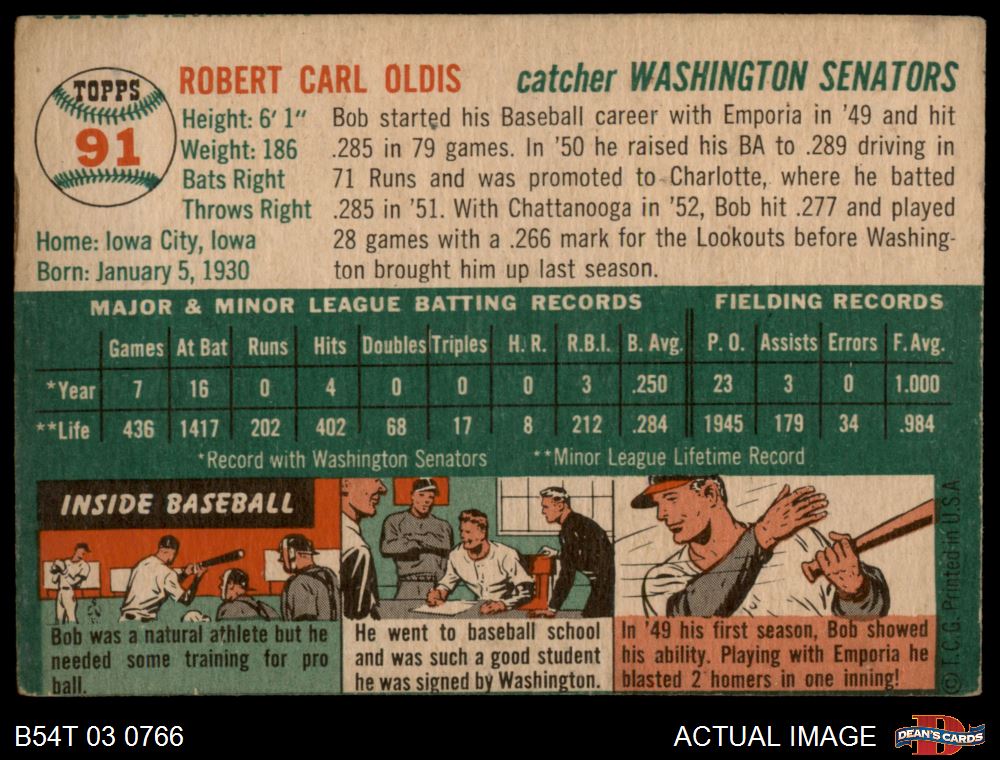 TOPPS
91
ROBERT CARL OLDIS
catcher WASHINGTON SENATORS
Height: 6' 1"
Weight: 186
Bats Right
Throws Right
Home: Iowa City, Iowa
Born: January 5, 1930
Bob started his Baseball career with Emporia in '49 and hit
.285 in 79 games. In '50 he raised his BA to .289 driving in
71 Runs and was promoted to Charlotte, where he batted
.285 in '51. With Chattanooga in '52, Bob hit .277 and played
28 games with a .266 mark for the Lookouts before Washing-
ton brought him up last season.
MAJOR & MINOR LEAGUE BATTING RECORDS FIELDING RECORDS
Games At Bat Runs Hits Doubles Triples H. R. R.B.I. B. Avg. P. O. Assists Errors F. Avg.
*Year 7 16 0 4 0 0 0 3 .250 23 3 0 1.000
**Life 436 1417 202 402 68 17 8 212 .284 1945 179 34 .984
*Record with Washington Senators **Minor League Lifetime Record
INSIDE BASEBALL
Bob was a natural athlete but he
needed some training for pro
ball.
He went to baseball school
and was such a good student
he was signed by Washington.
In '49 his first season, Bob showed
his ability. Playing with Emporia he
blasted 2 homers in one inning!
© T.C.G. Printed in U.S.A.
B54T 03 0766
ACTUAL IMAGE
D
DEAN'S CARDS